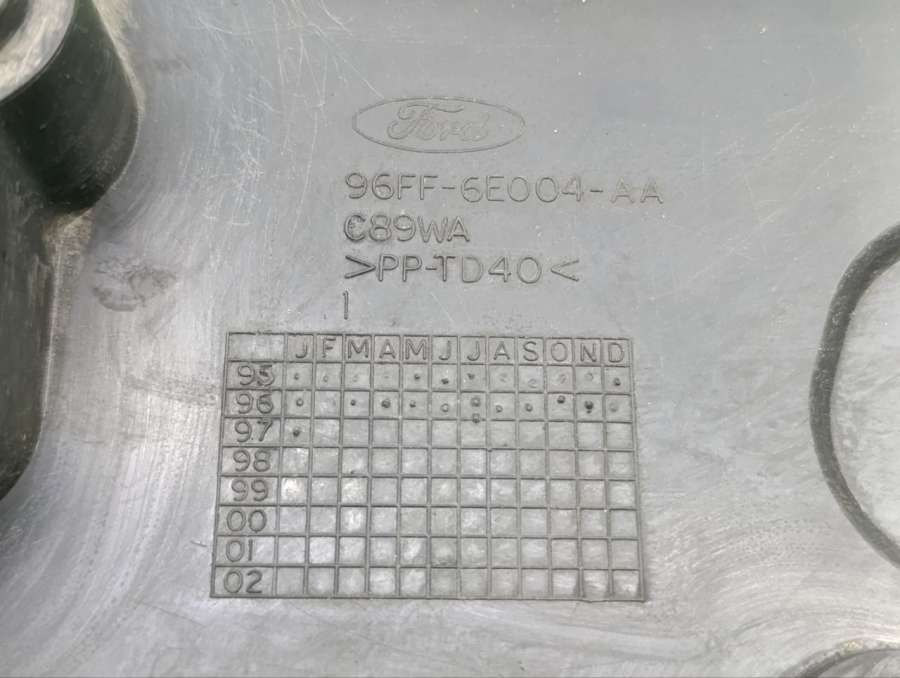 Ford
96FF-6E004-AA
C89WA
>PP-TD40<
1
J F M A M J J A S O N D
95
96
97
98
99
00
01
02